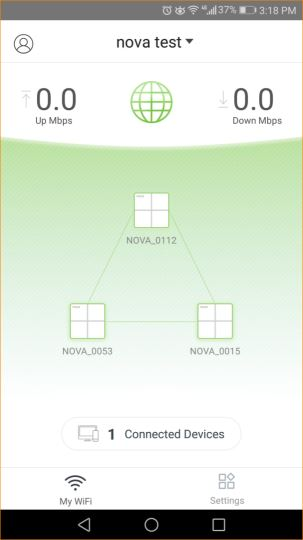 4G 37% 3:18 PM
nova test
0.0 0.0
Up Mbps Down Mbps
NOVA_0112
NOVA_0053 NOVA_0015
1 Connected Devices
My WiFi Settings